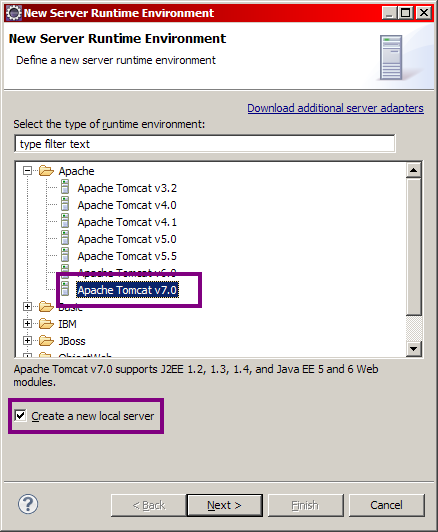 New Server Runtime Environment
New Server Runtime Environment
Define a new server runtime environment
Download additional server adapters
Select the type of runtime environment:
type filter text
Apache
Apache Tomcat v3.2
Apache Tomcat v4.0
Apache Tomcat v4.1
Apache Tomcat v5.0
Apache Tomcat v5.5
Apache Tomcat v6.0
Apache Tomcat v7.0
Basic
IBM
JBoss
ObjectWeb
Apache Tomcat v7.0 supports J2EE 1.2, 1.3, 1.4, and Java EE 5 and 6 Web
modules.
Create a new local server
? < Back Next > Finish Cancel